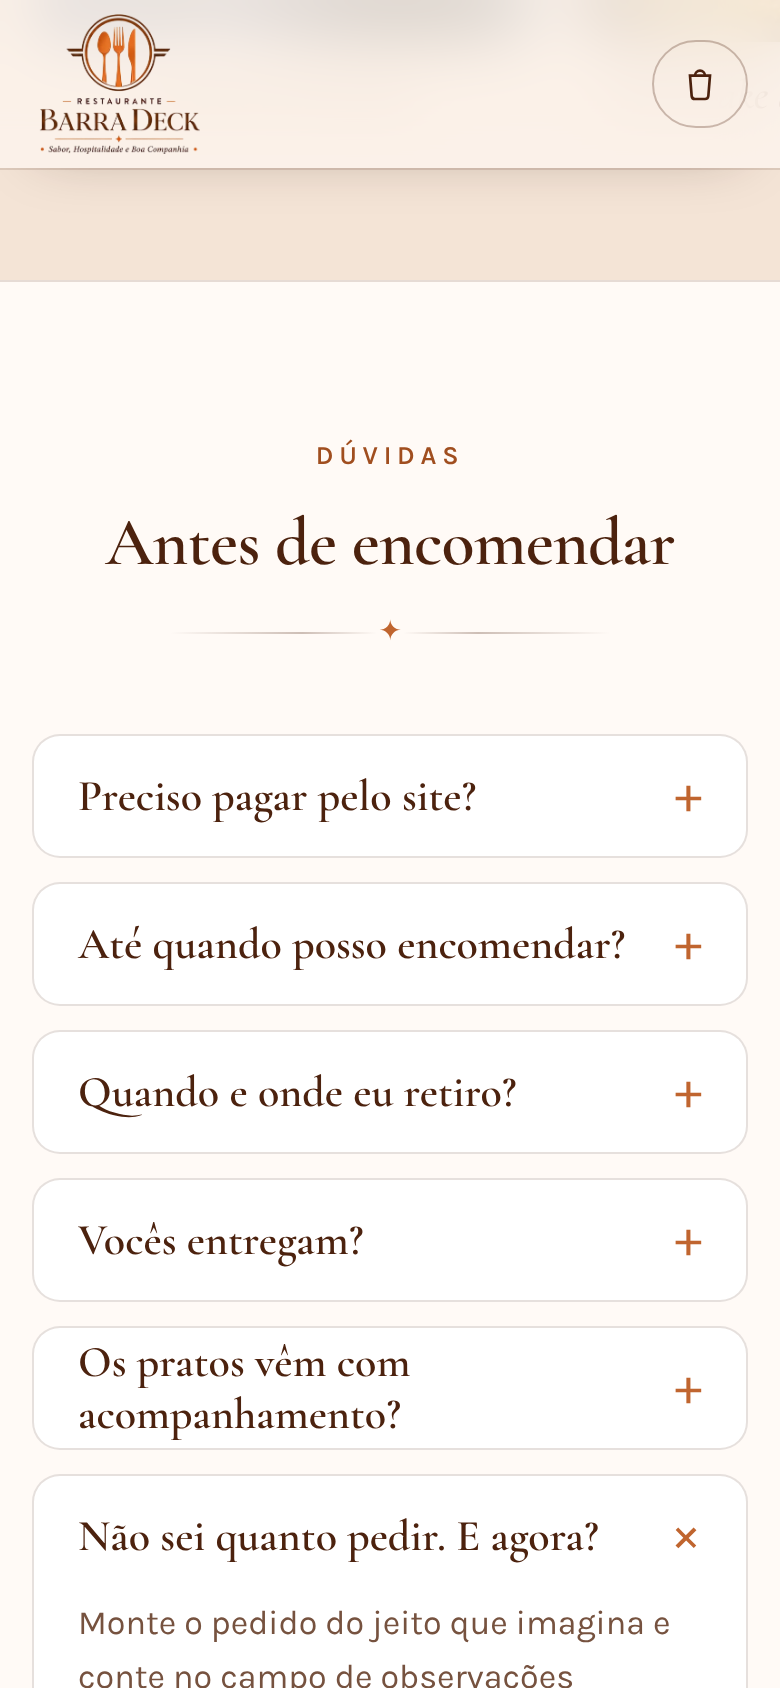 RESTAURANTE
BARRA DECK
Sabor, Hospitalidade e Boa Companhia
DÚVIDAS
Antes de encomendar
Preciso pagar pelo site?
Até quando posso encomendar?
Quando e onde eu retiro?
Vocês entregam?
Os pratos vêm com
acompanhamento?
Não sei quanto pedir. E agora?
Monte o pedido do jeito que imagina e
conte no campo de observações